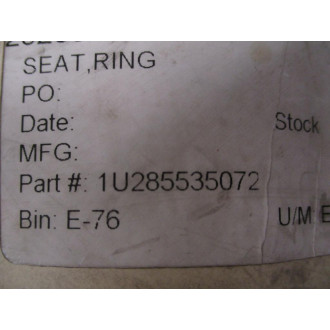 SEAT,RING
PO:
Date: Stock
MFG:
Part #: 1U285535072
Bin: E-76 U/M E